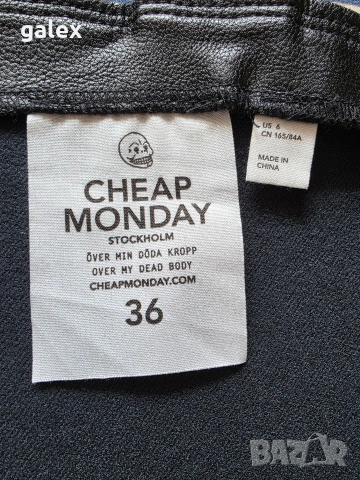 galex
CHEAP
MONDAY
STOCKHOLM
ÖVER MIN DÖDA KROPP
OVER MY DEAD BODY
CHEAPMONDAY.COM
36
US 6
CN 165/84A
MADE IN
CHINA
BAZAR